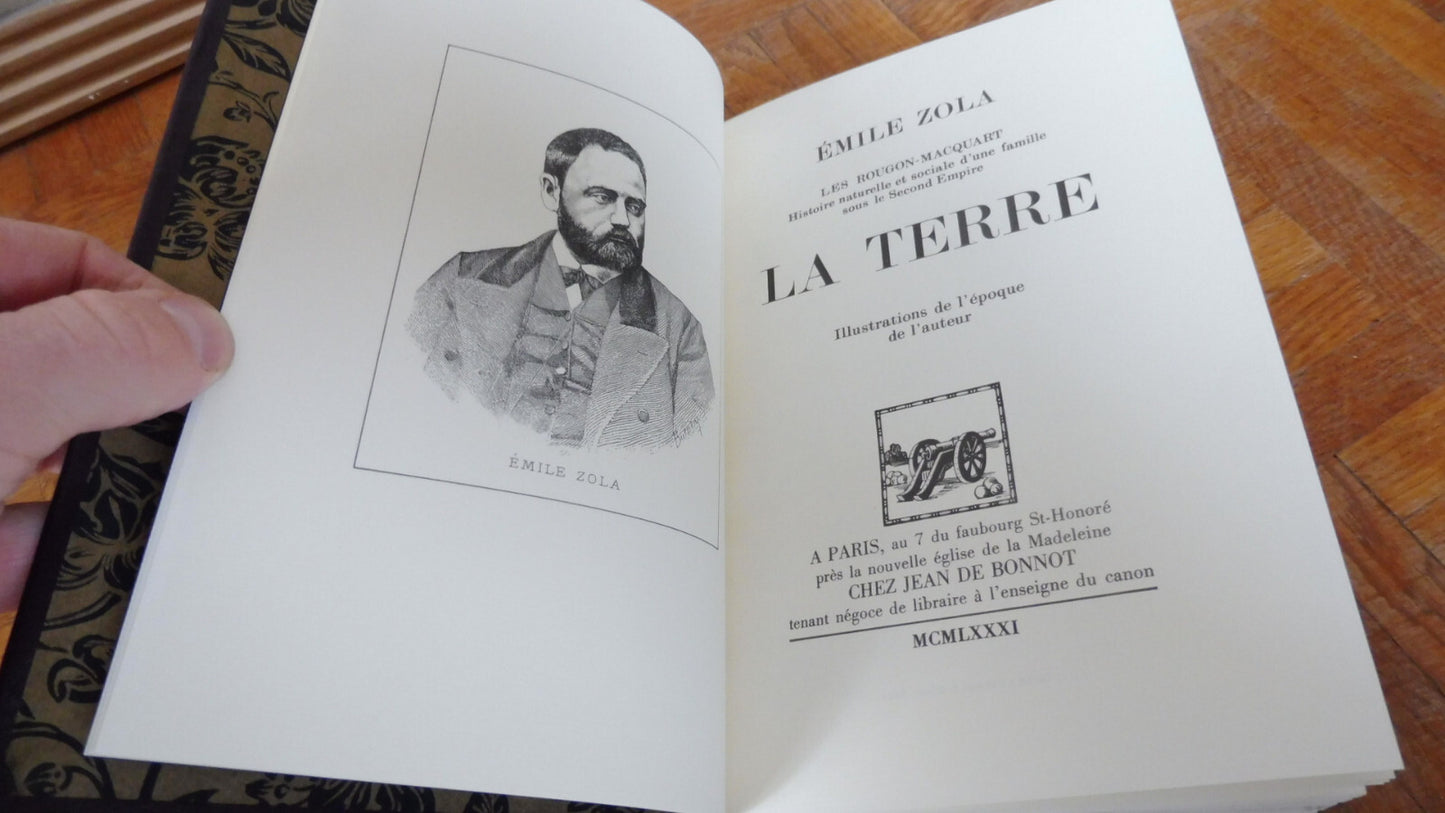 ÉMILE ZOLA
ÉMILE ZOLA
LES ROUGON-MACQUART
Histoire naturelle et sociale d'une famille
sous le Second Empire
LA TERRE
Illustrations de l'époque
de l'auteur
A PARIS, au 7 du faubourg St-Honoré
près la nouvelle église de la Madeleine
CHEZ JEAN DE BONNOT
tenant négoce de libraire à l'enseigne du canon
MCMLXXXI